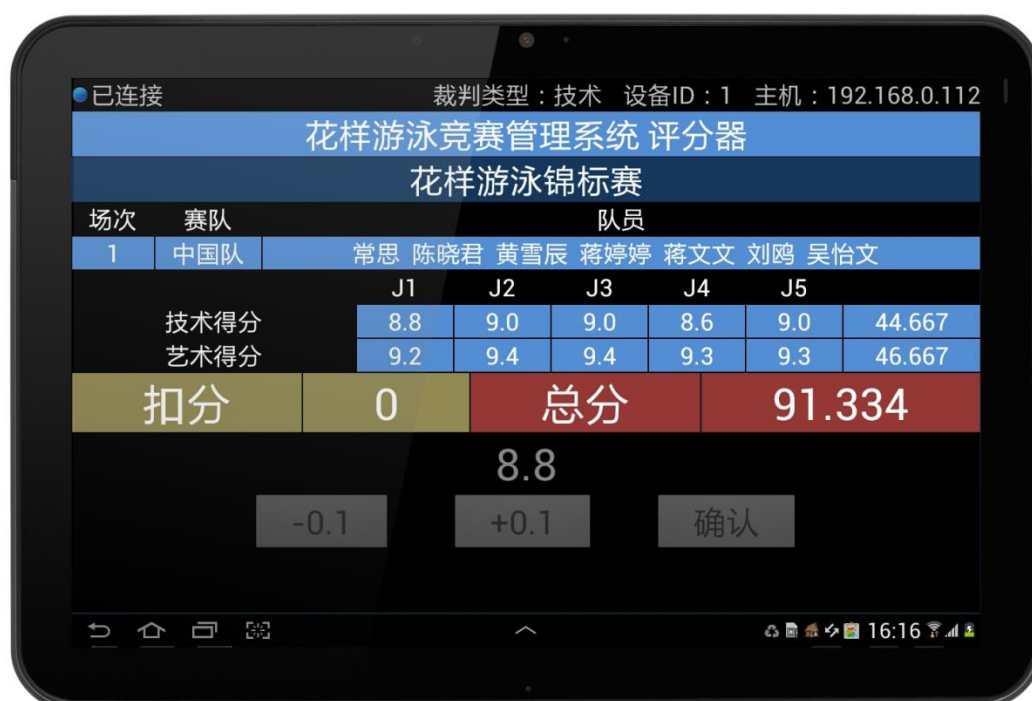 已连接 裁判类型：技术 设备ID：1 主机：192.168.0.112
花样游泳竞赛管理系统 评分器
花样游泳锦标赛
场次 赛队 队员
1 中国队 常思 陈晓君 黄雪辰 蒋婷婷 蒋文文 刘鸥 吴怡文
J1 J2 J3 J4 J5
技术得分 8.8 9.0 9.0 8.6 9.0 44.667
艺术得分 9.2 9.4 9.4 9.3 9.3 46.667
扣分 0 总分 91.334
8.8
-0.1 +0.1 确认
16:16